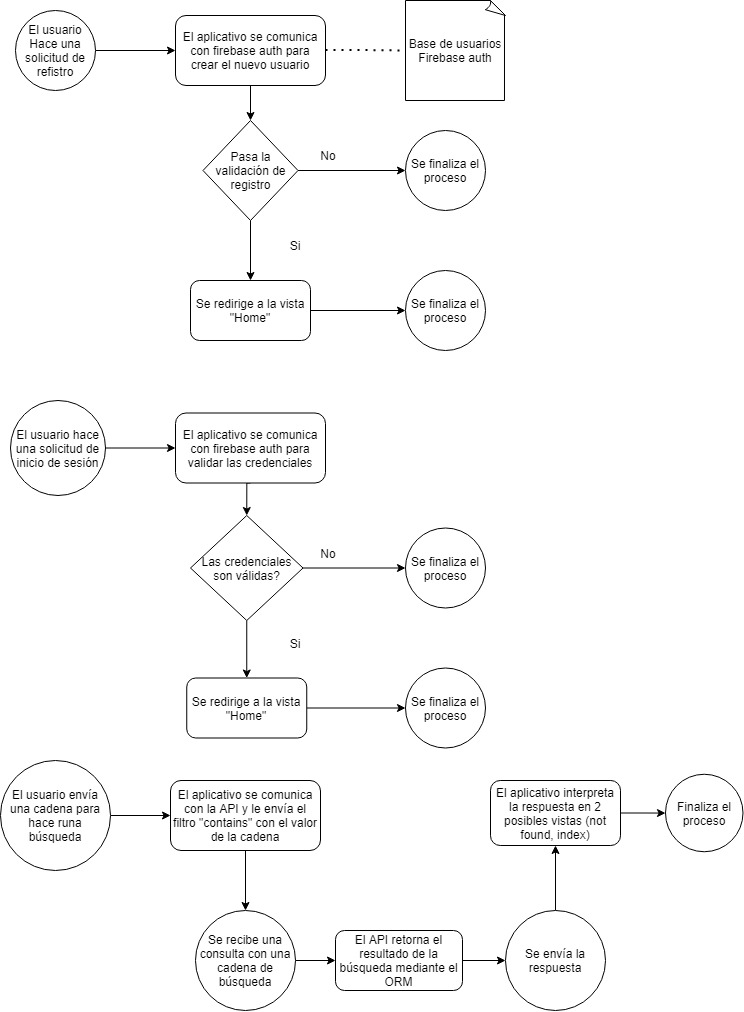 El usuario
Hace una
solicitud de
refistro
El aplicativo se comunica
con firebase auth para
crear el nuevo usuario
Base de usuarios
Firebase auth
Pasa la
validación de
registro
No
Se finaliza el
proceso
Si
Se redirige a la vista
"Home"
Se finaliza el
proceso
El usuario hace
una solicitud de
inicio de sesión
El aplicativo se comunica
con firebase auth para
validar las credenciales
Las credenciales
son válidas?
No
Se finaliza el
proceso
Si
Se redirige a la vista
"Home"
Se finaliza el
proceso
El usuario envía
una cadena para
hace runa
búsqueda
El aplicativo se comunica
con la API y le envía el
filtro "contains" con el valor
de la cadena
El aplicativo interpreta
la respuesta en 2
posibles vistas (not
found, index)
Finaliza el
proceso
Se recibe una
consulta con una
cadena de
búsqueda
El API retorna el
resultado de la
búsqueda mediante el
ORM
Se envía la
respuesta